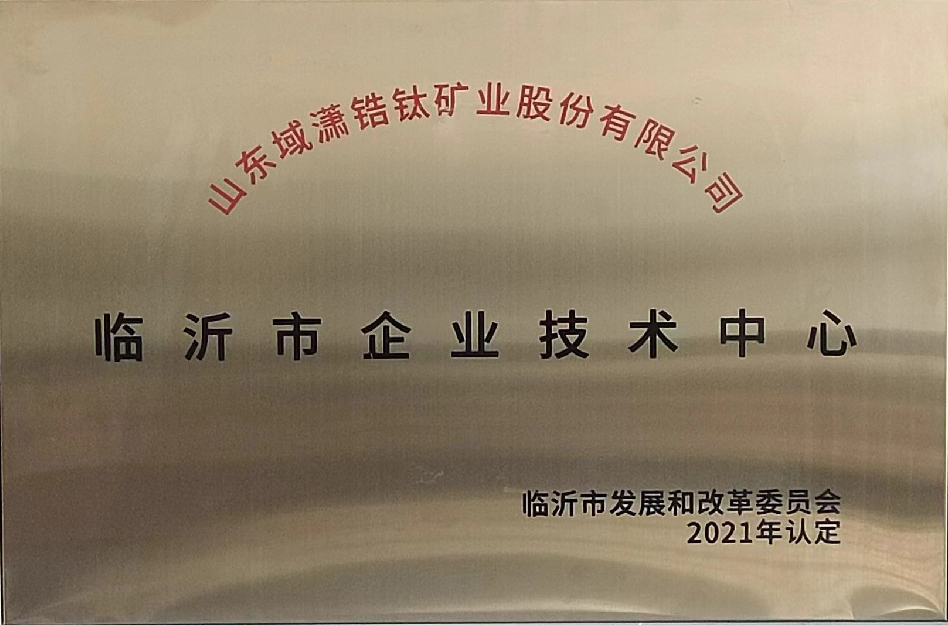 山东域潇锆钛矿业股份有限公司
临沂市企业技术中心
临沂市发展和改革委员会
2021年认定